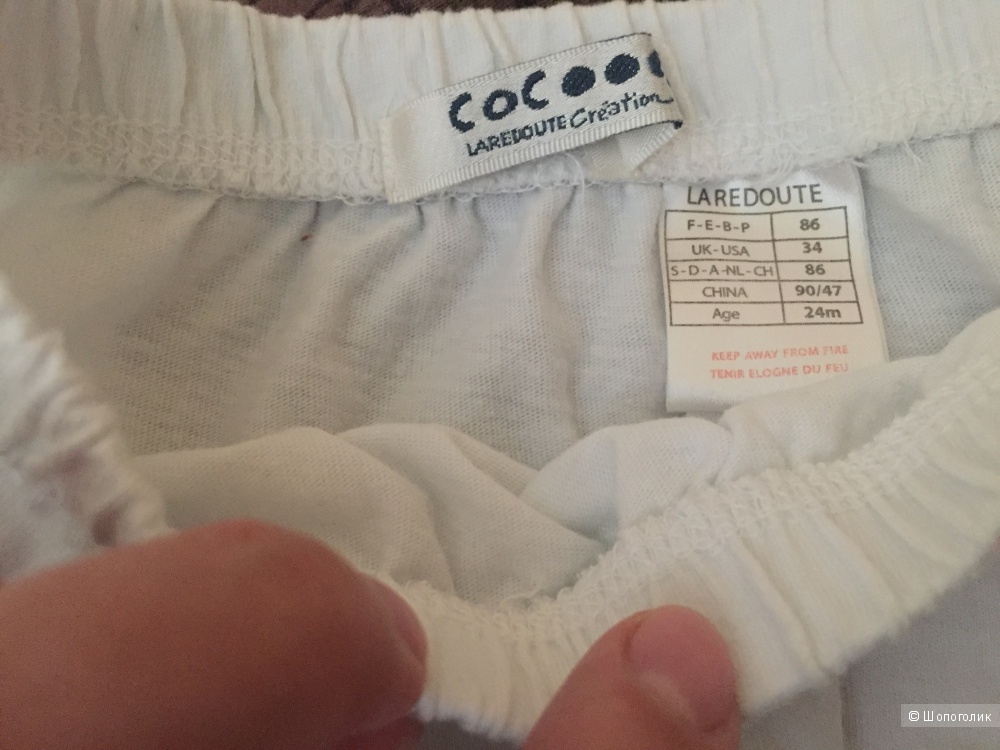 COCOO
LAREDOUTE Création
LAREDOUTE
F-E-B-P 86
UK-USA 34
S-D-A-NL-CH 86
CHINA 90/47
Age 24m
KEEP AWAY FROM FIRE
TENIR ELOGNE DU FEU
© Шопоголик